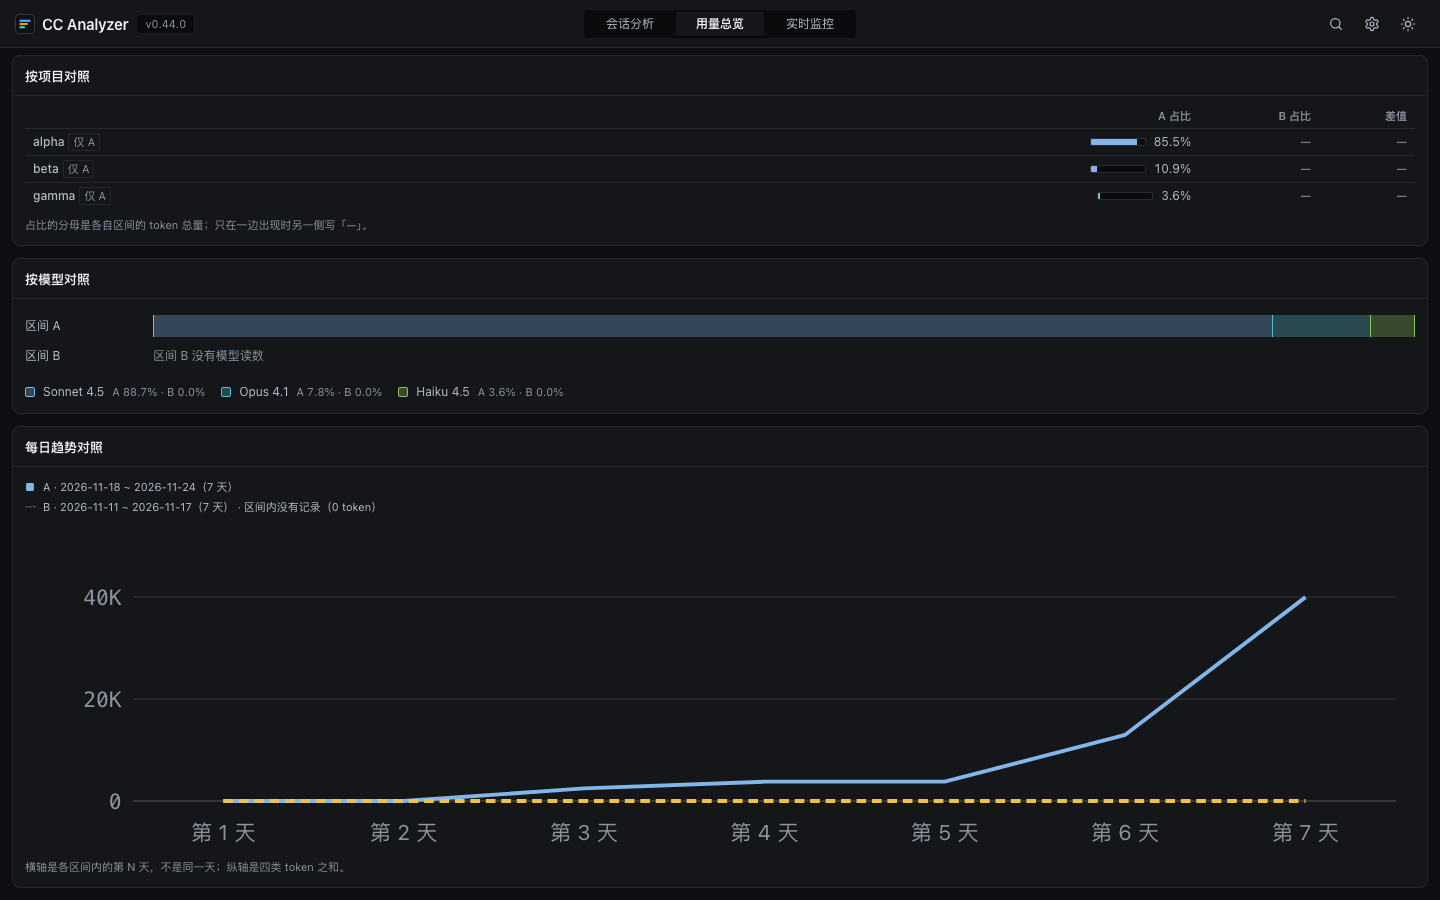 CC Analyzer v0.44.0 会话分析 用量总览 实时监控
按项目对照
A 占比 B 占比 差值
alpha 仅 A 85.5% — —
beta 仅 A 10.9% — —
gamma 仅 A 3.6% — —
占比的分母是各自区间的 token 总量；只在一边出现时另一侧写「—」。
按模型对照
区间 A
区间 B 区间 B 没有模型读数
Sonnet 4.5 A 88.7% · B 0.0% Opus 4.1 A 7.8% · B 0.0% Haiku 4.5 A 3.6% · B 0.0%
每日趋势对照
A · 2026-11-18 ~ 2026-11-24（7 天）
B · 2026-11-11 ~ 2026-11-17（7 天） · 区间内没有记录（0 token）
40K
20K
0
第 1 天 第 2 天 第 3 天 第 4 天 第 5 天 第 6 天 第 7 天
横轴是各区间内的第 N 天，不是同一天；纵轴是四类 token 之和。